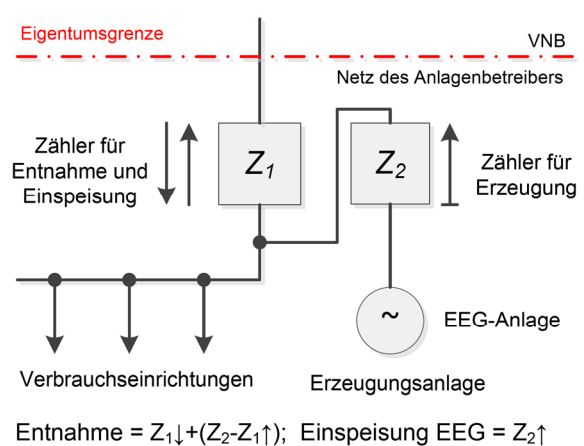 Eigentumsgrenze
VNB
Netz des Anlagenbetreibers
Zähler für
Entnahme und
Einspeisung
Z1
Z2
Zähler für
Erzeugung
~
EEG-Anlage
Verbrauchseinrichtungen
Erzeugungsanlage
Entnahme = Z1↓+(Z2-Z1↑); Einspeisung EEG = Z2↑